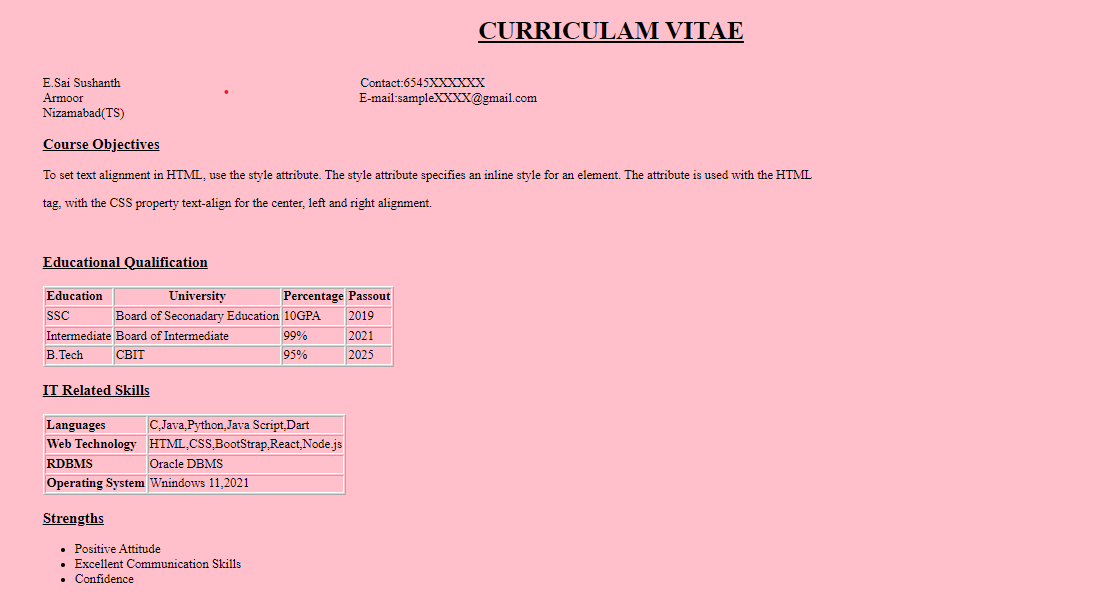 CURRICULAM VITAE
E.Sai Sushanth Contact:6545XXXXXX
Armoor E-mail:sampleXXXX@gmail.com
Nizamabad(TS)
Course Objectives
To set text alignment in HTML, use the style attribute. The style attribute specifies an inline style for an element. The attribute is used with the HTML
tag, with the CSS property text-align for the center, left and right alignment.
Educational Qualification
Education University Percentage Passout
SSC Board of Seconadary Education 10GPA 2019
Intermediate Board of Intermediate 99% 2021
B.Tech CBIT 95% 2025
IT Related Skills
Languages C,Java,Python,Java Script,Dart
Web Technology HTML,CSS,BootStrap,React,Node.js
RDBMS Oracle DBMS
Operating System Wnindows 11,2021
Strengths
• Positive Attitude
• Excellent Communication Skills
• Confidence